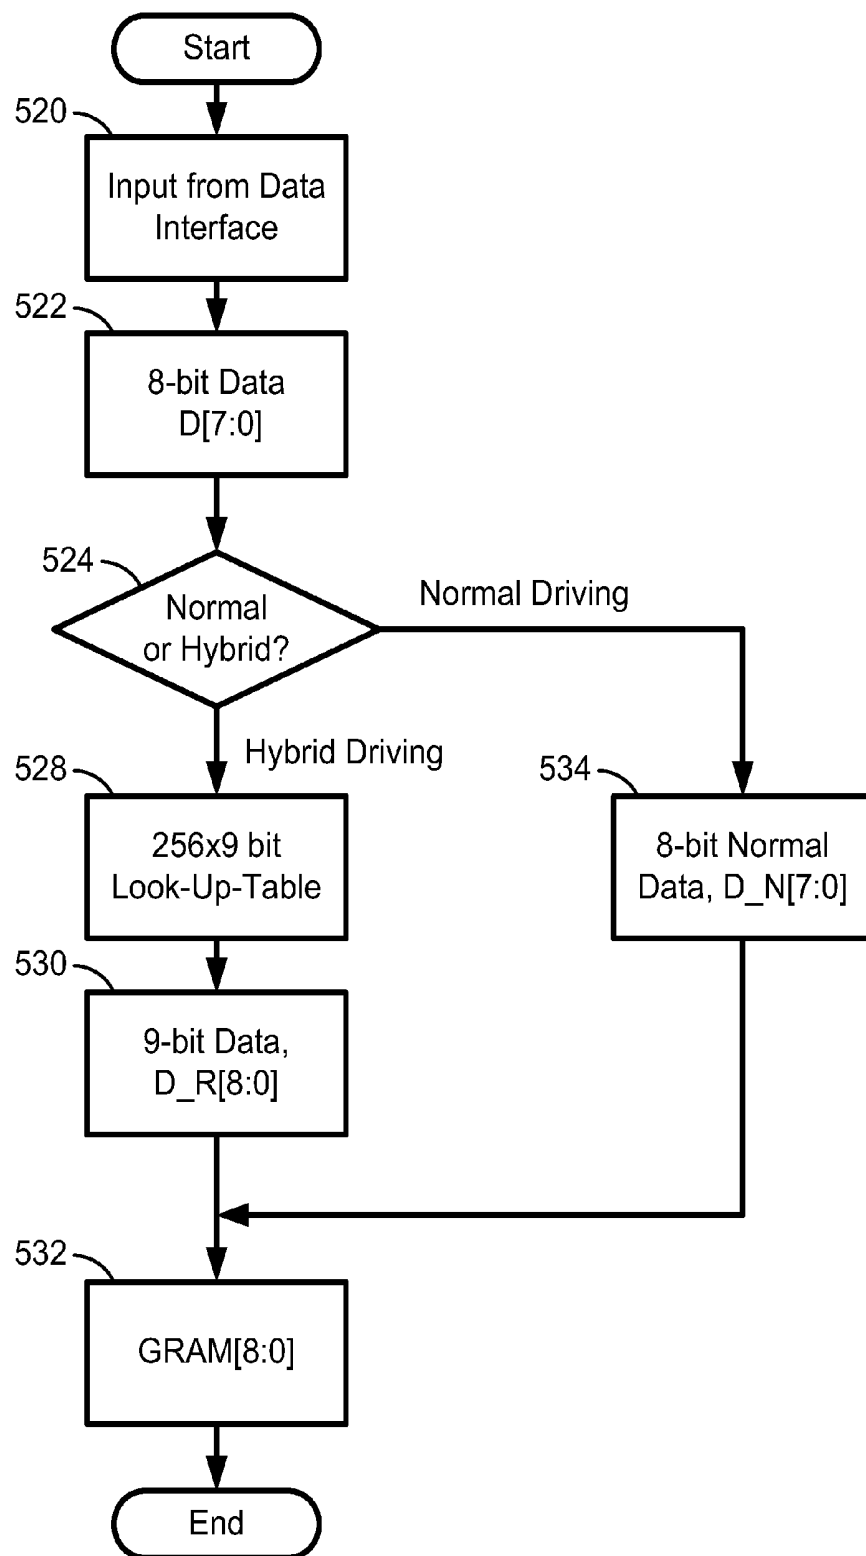 Start
520
Input from Data
Interface
522
8-bit Data
D[7:0]
524
Normal
or Hybrid?
Normal Driving
Hybrid Driving
528
256x9 bit
Look-Up-Table
534
8-bit Normal
Data, D_N[7:0]
530
9-bit Data,
D_R[8:0]
532
GRAM[8:0]
End